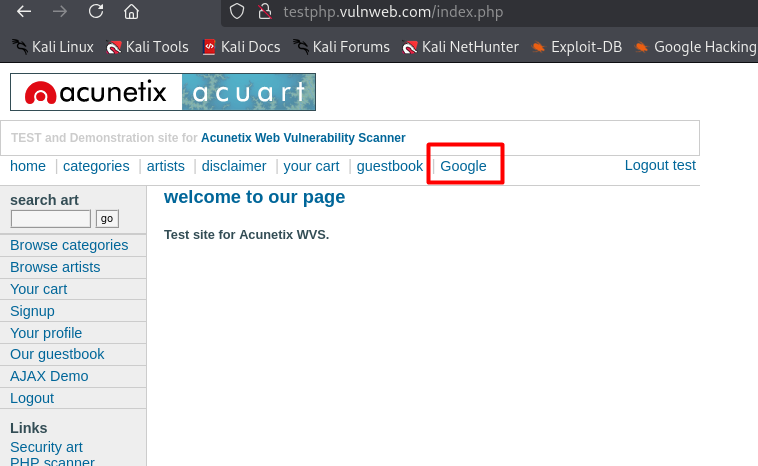 testphp.vulnweb.com/index.php
Kali Linux Kali Tools Kali Docs Kali Forums Kali NetHunter Exploit-DB Google Hacking
acunetix acuart
TEST and Demonstration site for Acunetix Web Vulnerability Scanner
home | categories | artists | disclaimer | your cart | guestbook | Google Logout test
search art
go
Browse categories
Browse artists
Your cart
Signup
Your profile
Our guestbook
AJAX Demo
Logout
Links
Security art
PHP scanner
welcome to our page
Test site for Acunetix WVS.